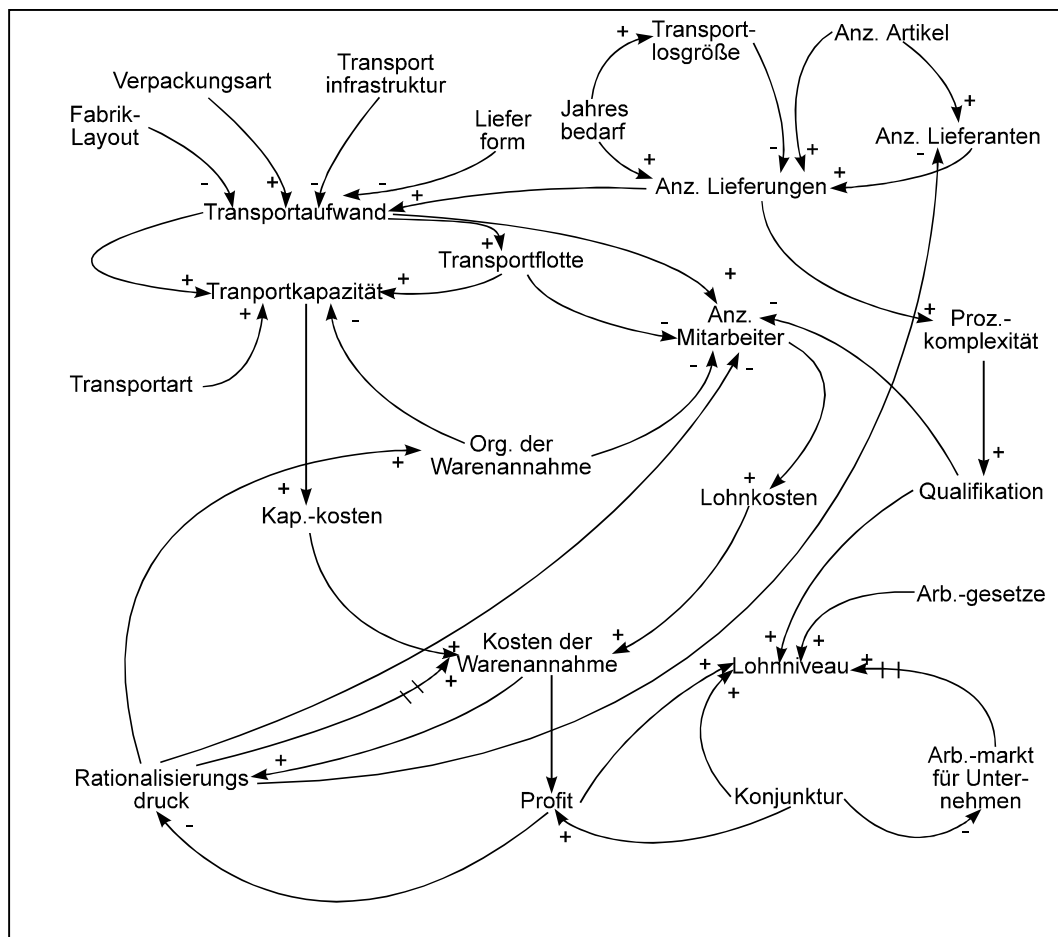 Transport-
losgröße
Anz. Artikel
Transport
infrastruktur
Verpackungsart
Fabrik-
Layout
Liefer
form
Jahres
bedarf
Anz. Lieferanten
Anz. Lieferungen
Transportaufwand
Transportflotte
Tranportkapazität
Anz.
Mitarbeiter
Proz.-
komplexität
Transportart
Org. der
Warenannahme
Lohnkosten
Qualifikation
Kap.-kosten
Arb.-gesetze
Kosten der
Warenannahme
Lohnniveau
Rationalisierungs
druck
Profit
Konjunktur
Arb.-markt
für Unter-
nehmen